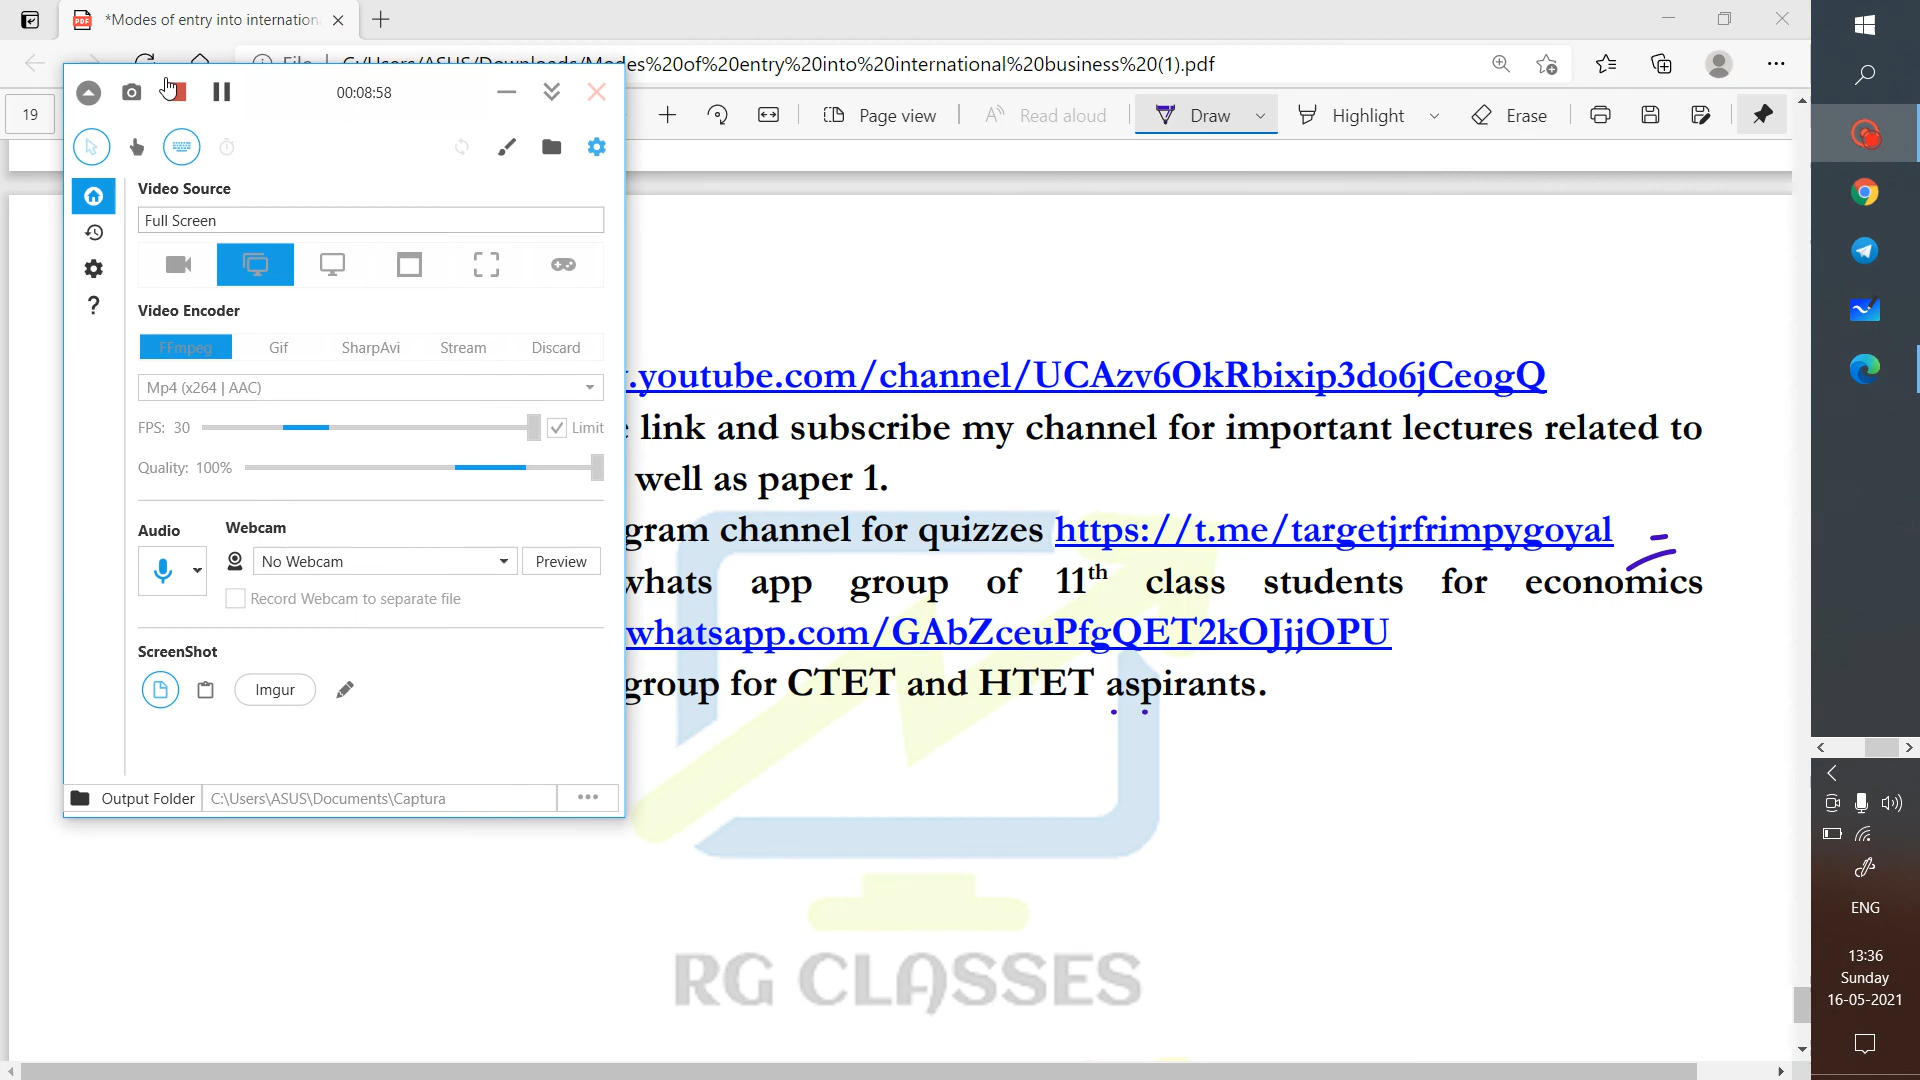 *Modes of entry into internation
File
C:/Users/ASUS/Downloads/Modes%20of%20entry%20into%20international%20business%20(1).pdf
19
Page view
Read aloud
Draw
Highlight
Erase
00:08:58
Video Source
Full Screen
Video Encoder
FFmpeg Gif SharpAvi Stream Discard
Mp4 (x264 | AAC)
FPS: 30
Limit
Quality: 100%
Audio
Webcam
No Webcam
Preview
Record Webcam to separate file
ScreenShot
Imgur
Output Folder
C:\Users\ASUS\Documents\Captura
.youtube.com/channel/UCAzv6OkRbixip3do6jCeogQ
link and subscribe my channel for important lectures related to
well as paper 1.
gram channel for quizzes https://t.me/targetjrfrimpygoyal
whats app group of 11th class students for economics
whatsapp.com/GAbZceuPfgQET2kOJjjOPU
group for CTET and HTET aspirants.
RG CLASSES
ENG
13:36
Sunday
16-05-2021